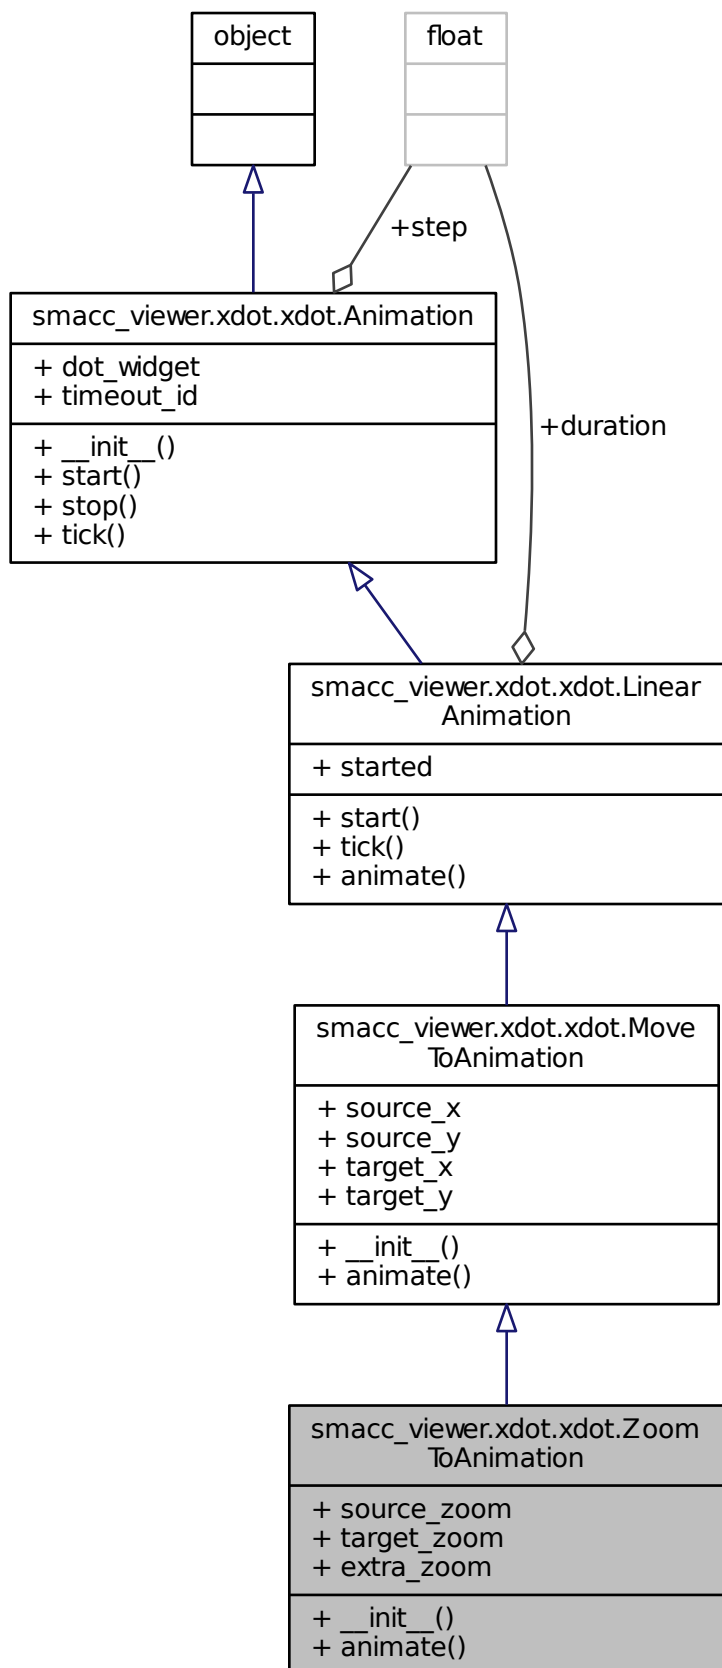 object
float
+step
smacc_viewer.xdot.xdot.Animation
+ dot_widget
+ timeout_id
+ __init__()
+ start()
+ stop()
+ tick()
+duration
smacc_viewer.xdot.xdot.Linear
Animation
+ started
+ start()
+ tick()
+ animate()
smacc_viewer.xdot.xdot.Move
ToAnimation
+ source_x
+ source_y
+ target_x
+ target_y
+ __init__()
+ animate()
smacc_viewer.xdot.xdot.Zoom
ToAnimation
+ source_zoom
+ target_zoom
+ extra_zoom
+ __init__()
+ animate()